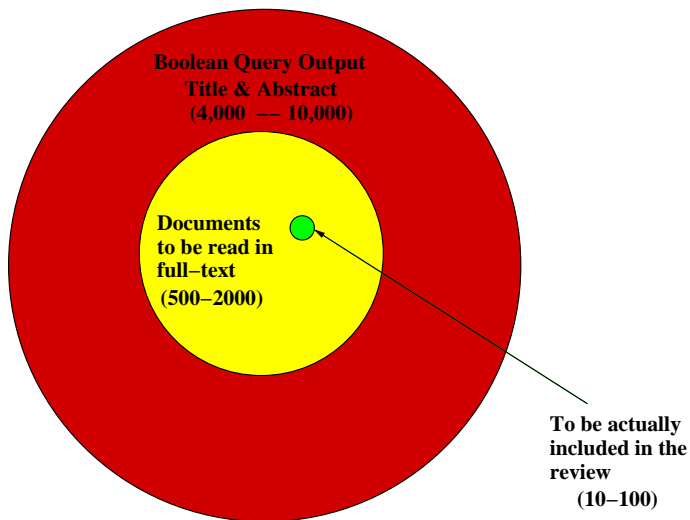 Boolean Query Output
Title & Abstract
(4,000 –– 10,000)
Documents
to be read in
full–text
(500–2000)
To be actually
included in the
review
(10–100)